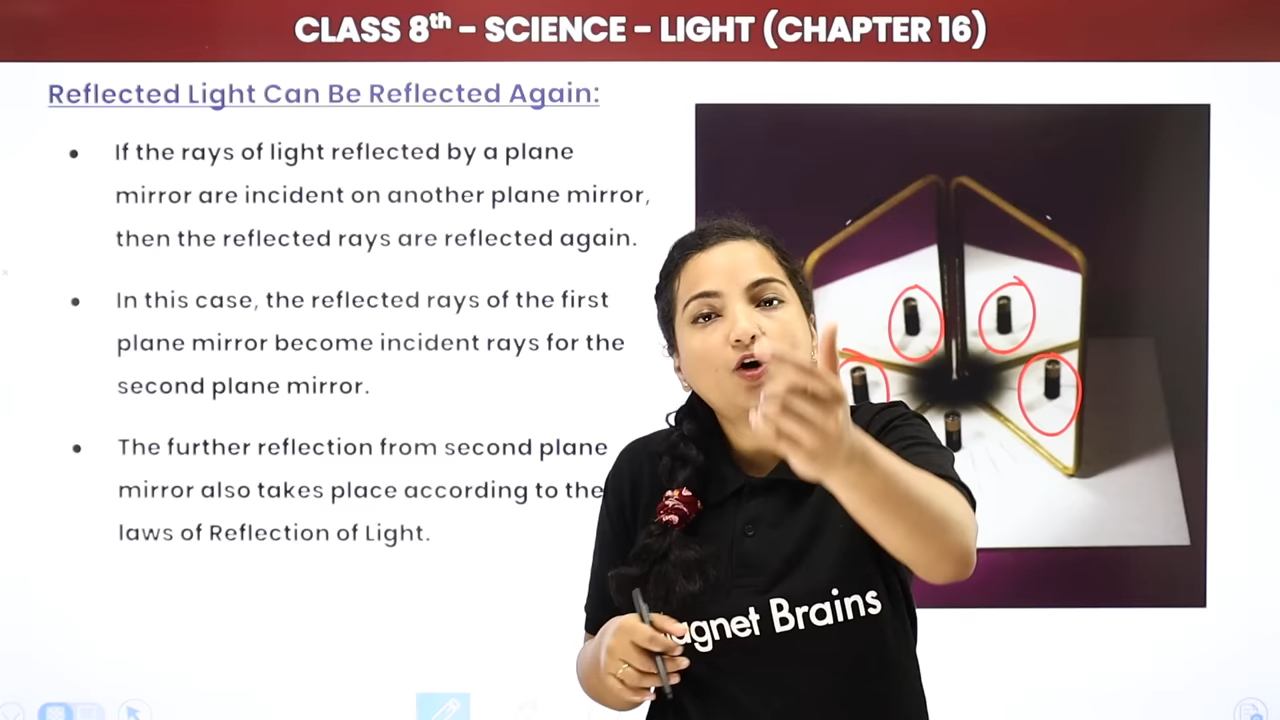 CLASS 8th - SCIENCE - LIGHT (CHAPTER 16)
Reflected Light Can Be Reflected Again:
• If the rays of light reflected by a plane
mirror are incident on another plane mirror,
then the reflected rays are reflected again.
• In this case, the reflected rays of the first
plane mirror become incident rays for the
second plane mirror.
• The further reflection from second plane
mirror also takes place according to the
laws of Reflection of Light.
agnet Brains